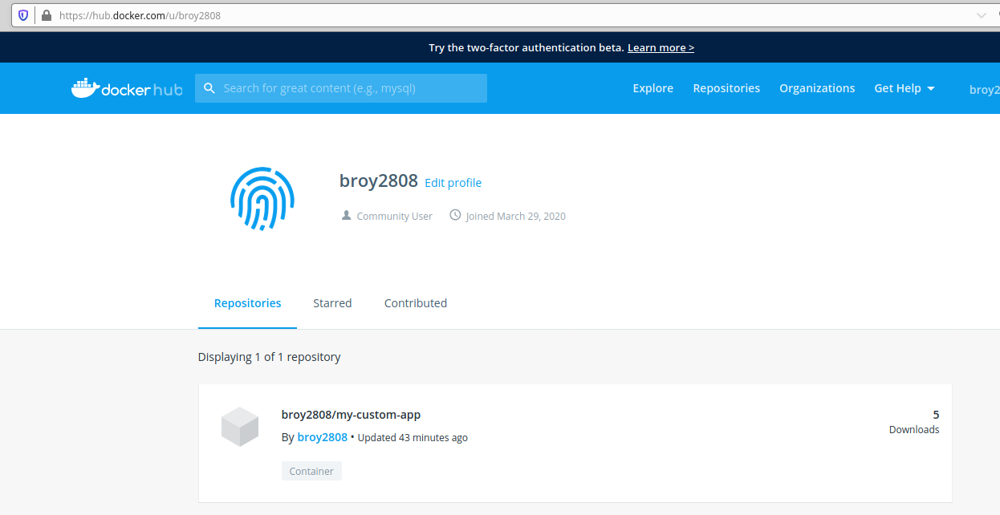 https://hub.docker.com/u/broy2808
Try the two-factor authentication beta. Learn more >
docker hub
Search for great content (e.g., mysql)
Explore Repositories Organizations Get Help
broy2808 Edit profile
Community User Joined March 29, 2020
Repositories Starred Contributed
Displaying 1 of 1 repository
broy2808/my-custom-app
5
By broy2808 • Updated 43 minutes ago
Downloads
Container